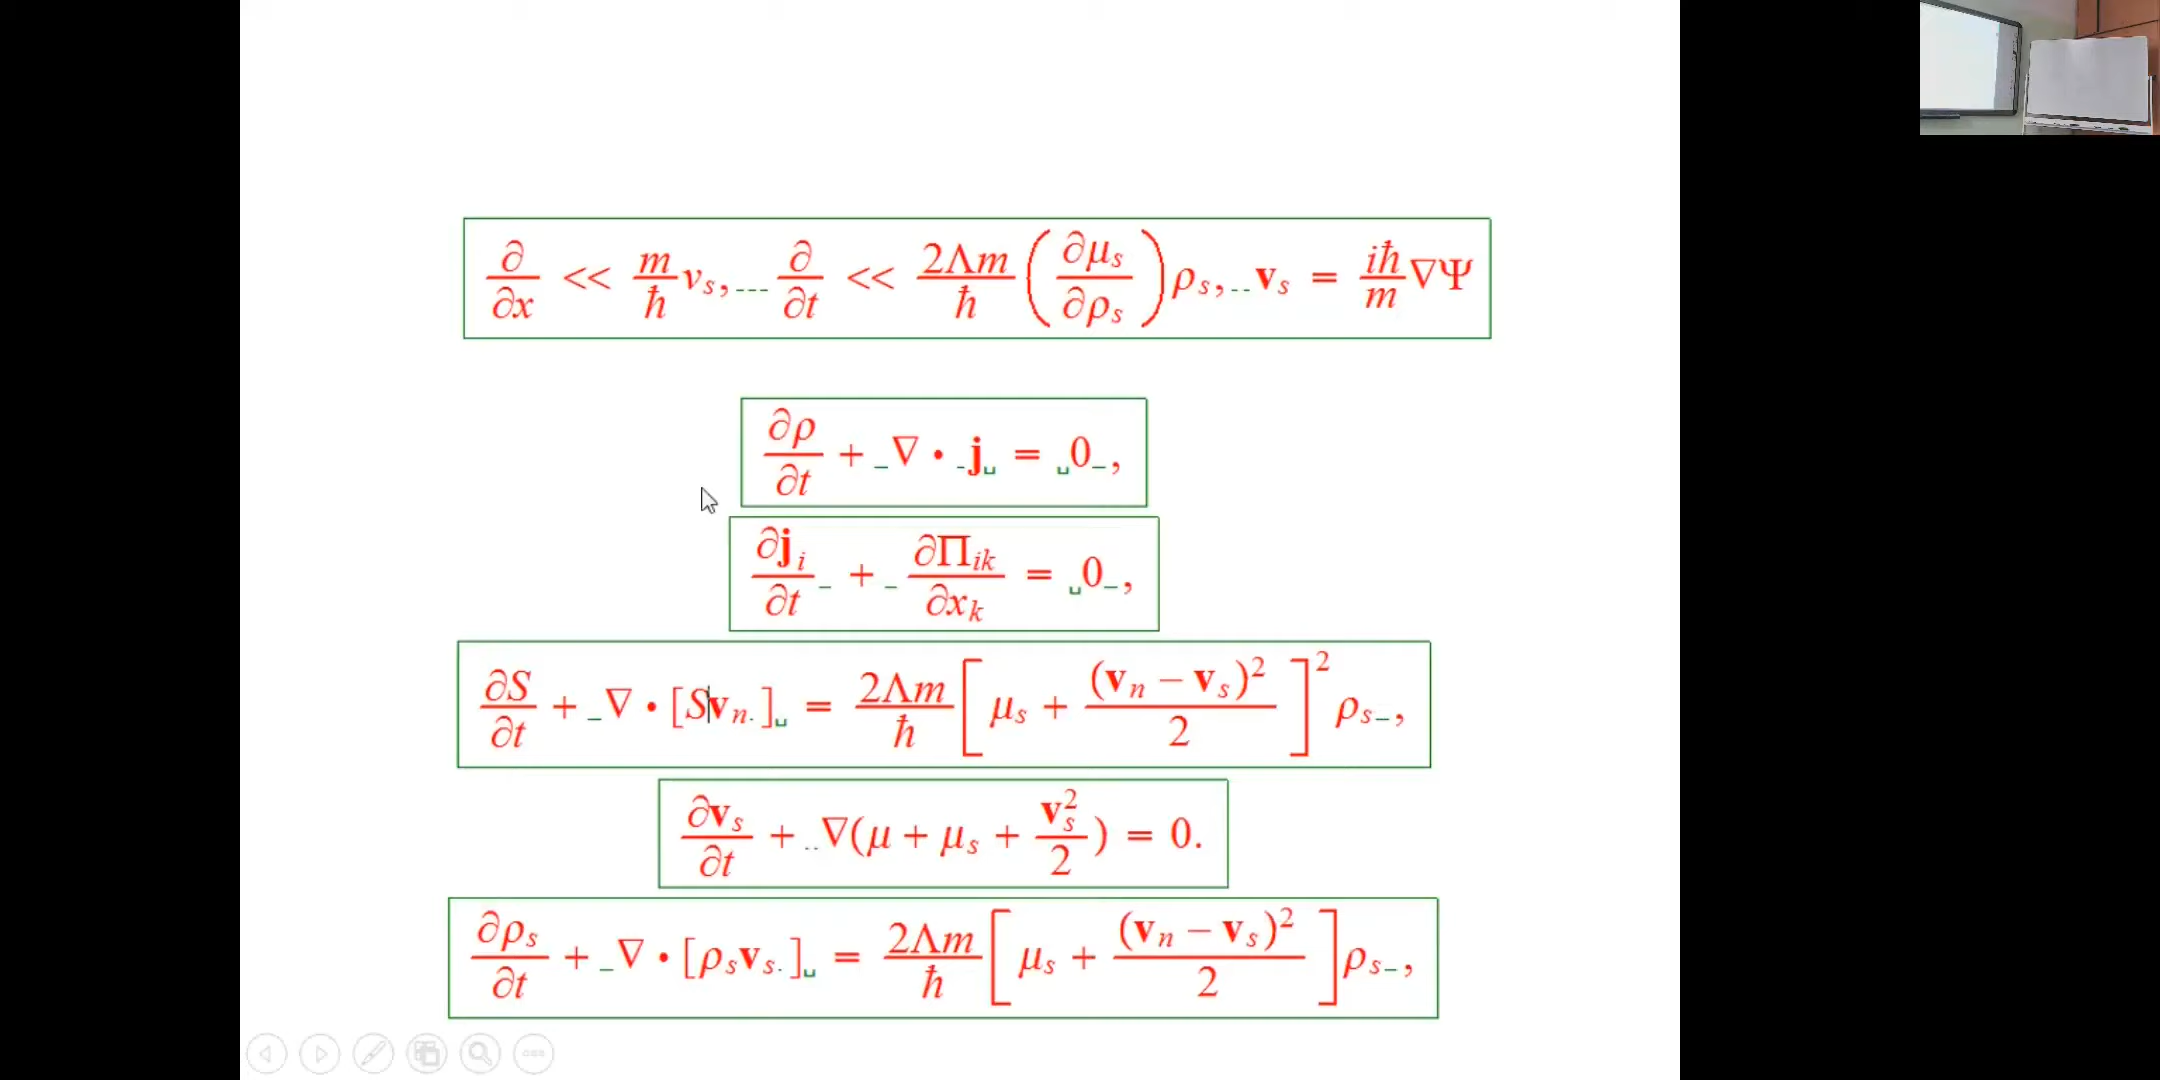 ∂/∂x << m/ħ v_s, ∂/∂t << 2Λm/ħ (∂μ_s/∂ρ_s) ρ_s, v_s = iħ/m ∇Ψ
∂ρ/∂t + ∇ • j = 0,
∂j_i/∂t + ∂Π_ik/∂x_k = 0,
∂S/∂t + ∇ • [Sv_n] = 2Λm/ħ [μ_s + (v_n − v_s)²/2]² ρ_s,
∂v_s/∂t + ∇(μ + μ_s + v_s²/2) = 0.
∂ρ_s/∂t + ∇ • [ρ_s v_s] = 2Λm/ħ [μ_s + (v_n − v_s)²/2] ρ_s,